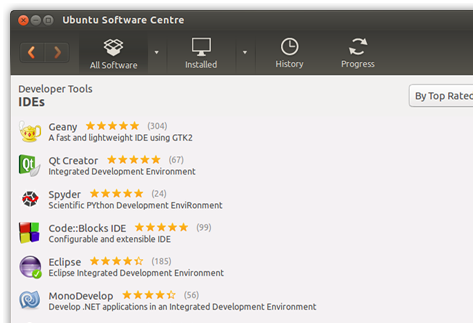 Ubuntu Software Centre
All Software
Installed
History
Progress
Developer Tools
IDEs
By Top Rated
Geany (304)
A fast and lightweight IDE using GTK2
Qt
Qt Creator (67)
Integrated Development Environment
Spyder (24)
Scientific PYthon Development EnviRonment
Code::Blocks IDE (99)
Configurable and extensible IDE
Eclipse (185)
Eclipse Integrated Development Environment
MonoDevelop (56)
Develop .NET applications in an Integrated Development Environment